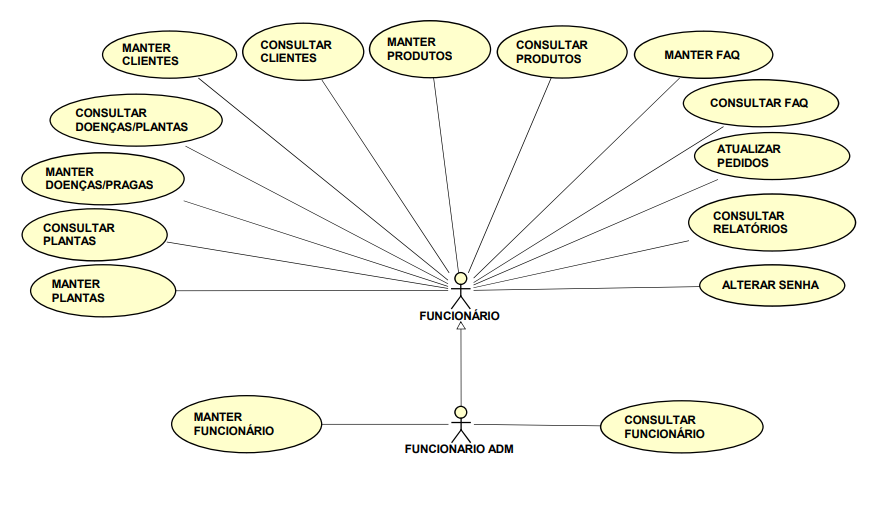 MANTER
CLIENTES
CONSULTAR
CLIENTES
MANTER
PRODUTOS
CONSULTAR
PRODUTOS
MANTER FAQ
CONSULTAR
DOENÇAS/PLANTAS
CONSULTAR FAQ
MANTER
DOENÇAS/PRAGAS
ATUALIZAR
PEDIDOS
CONSULTAR
PLANTAS
CONSULTAR
RELATÓRIOS
MANTER
PLANTAS
ALTERAR SENHA
FUNCIONÁRIO
MANTER
FUNCIONÁRIO
CONSULTAR
FUNCIONÁRIO
FUNCIONARIO ADM